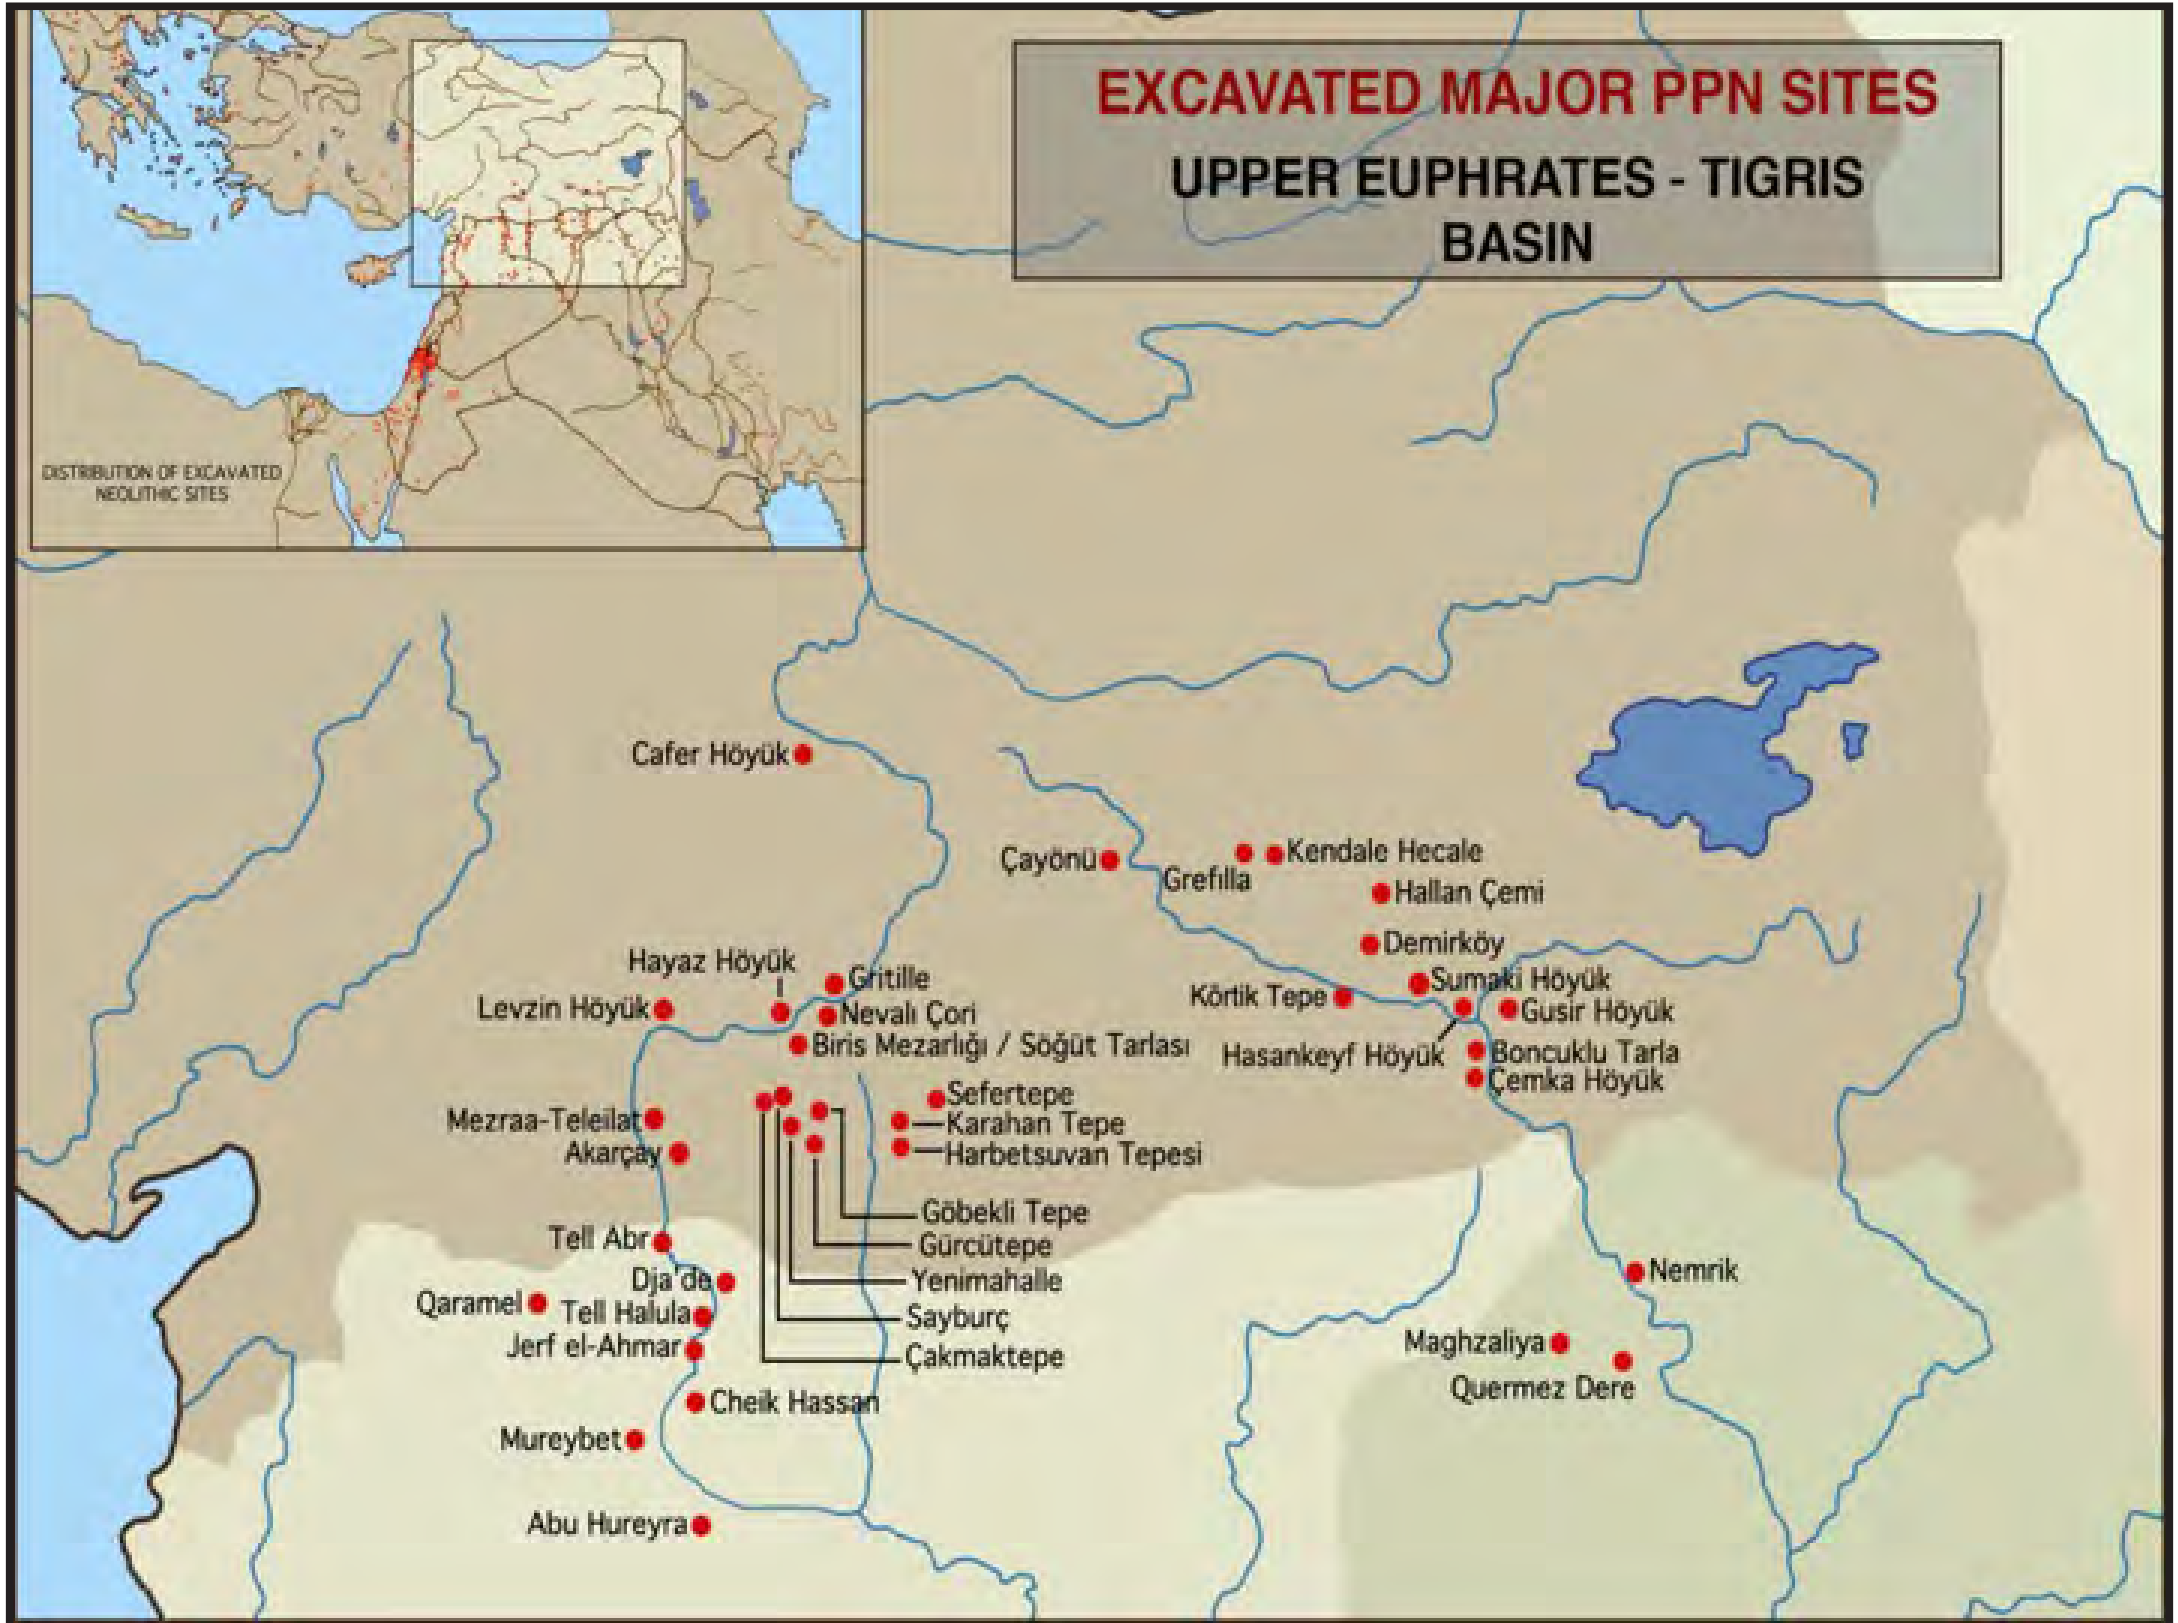 EXCAVATED MAJOR PPN SITES
UPPER EUPHRATES - TIGRIS
BASIN
DISTRIBUTION OF EXCAVATED
NEOLITHIC SITES
Cafer Höyük
Çayönü
Grefilla
Kendale Hecale
Hallan Çemi
Demirköy
Hayaz Höyük
Gritille
Sumaki Höyük
Levzin Höyük
Nevalı Çori
Körtik Tepe
Gusir Höyük
Biris Mezarlığı / Söğüt Tarlası
Hasankeyf Höyük
Boncuklu Tarla
Çemka Höyük
Sefertepe
Mezraa-Teleilat
Karahan Tepe
Akarçay
Harbetsuvan Tepesi
Göbekli Tepe
Tell Abr
Gürcütepe
Dja'de
Yenimahalle
Nemrik
Qaramel
Tell Halula
Sayburç
Jerf el-Ahmar
Çakmaktepe
Maghzaliya
Quermez Dere
Cheik Hassan
Mureybet
Abu Hureyra